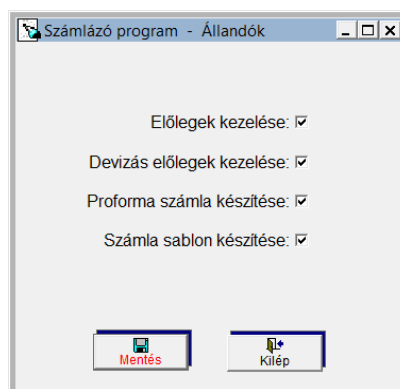 Számlázó program - Állandók
Előlegek kezelése:
Devizás előlegek kezelése:
Proforma számla készítése:
Számla sablon készítése:
Mentés
Kilép